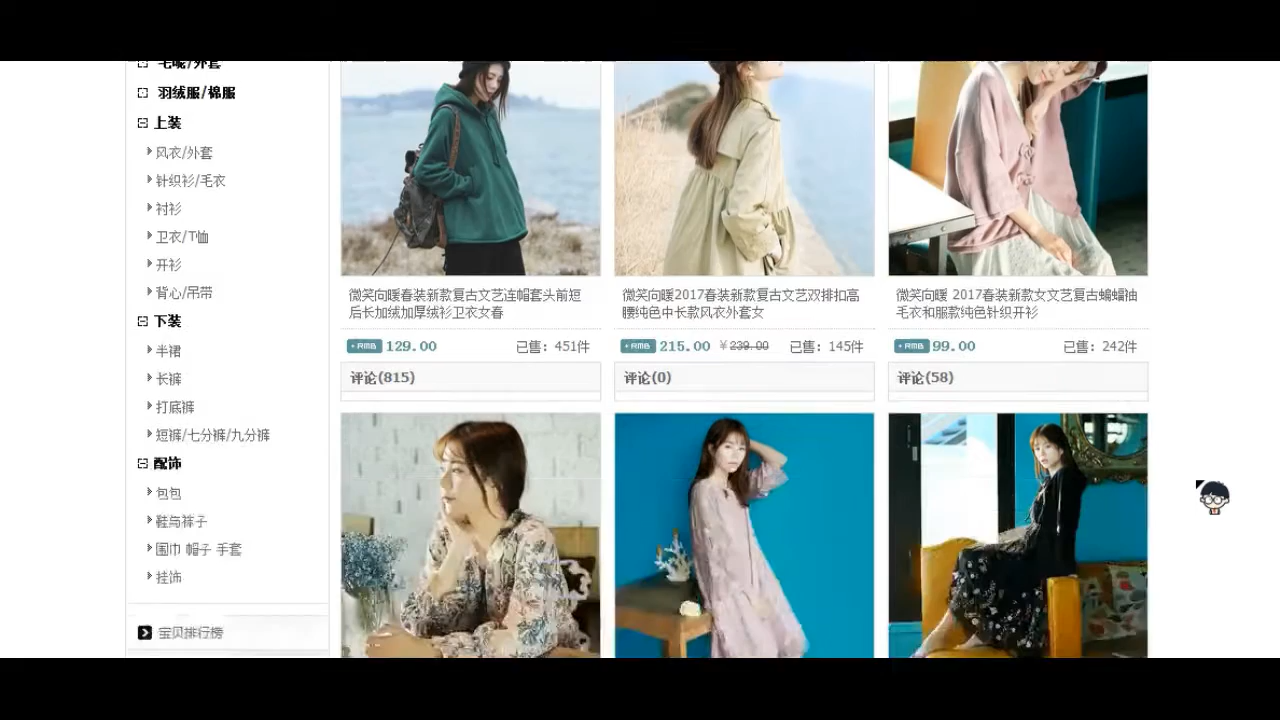 毛呢/外套
羽绒服/棉服
上装
风衣/外套
针织衫/毛衣
衬衫
卫衣/T恤
开衫
背心/吊带
下装
半裙
长裤
打底裤
短裤/七分裤/九分裤
配饰
包包
鞋与裤子
围巾 帽子 手套
挂饰
宝贝排行榜
微笑向暖春装新款复古文艺连帽套头前短
后长加绒加厚绒衫卫衣女春
RMB 129.00 已售：451件
评论(815)
微笑向暖2017春装新款复古文艺双排扣高
腰纯色中长款风衣外套女
RMB 215.00 ￥239.00 已售：145件
评论(0)
微笑向暖 2017春装新款女文艺复古蝙蝠袖
毛衣和服款纯色针织开衫
RMB 99.00 已售：242件
评论(58)